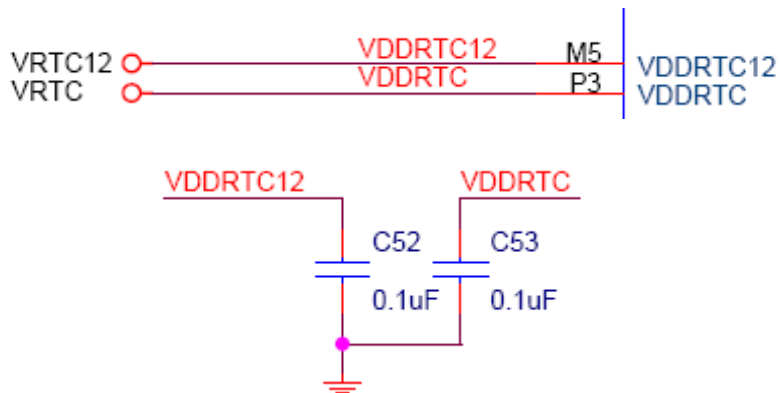 VRTC12 VDDRTC12 M5 VDDRTC12
VRTC VDDRTC P3 VDDRTC
VDDRTC12 VDDRTC
C52 C53
0.1uF 0.1uF